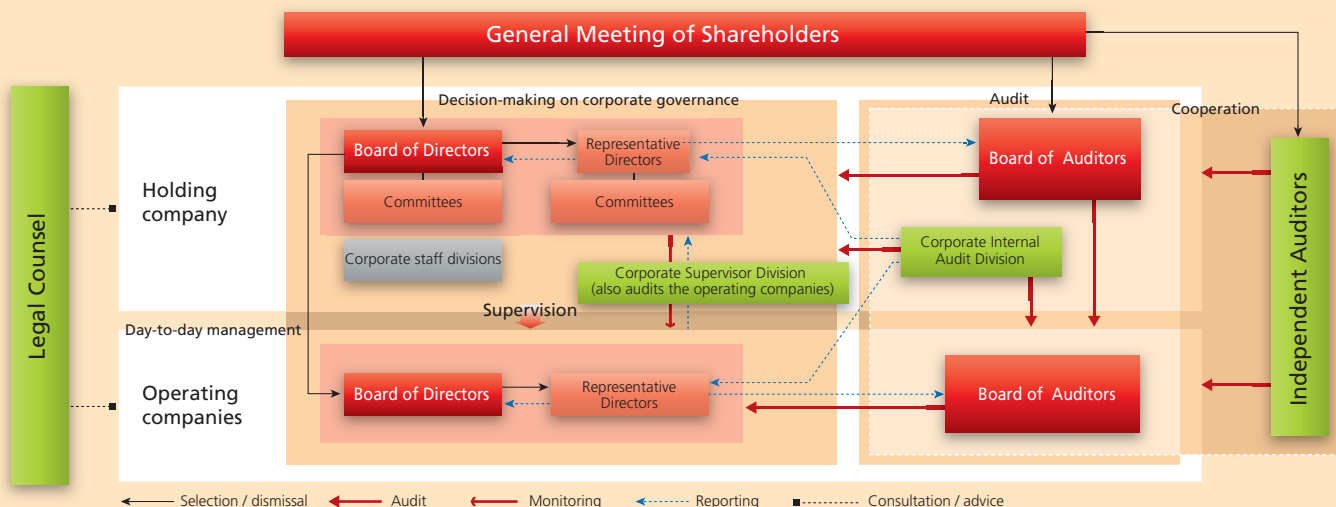 General Meeting of Shareholders
Decision-making on corporate governance
Audit
Cooperation
Board of Directors
Representative
Directors
Board of Auditors
Committees
Committees
Holding
company
Legal Counsel
Independent Auditors
Corporate staff divisions
Corporate Internal
Audit Division
Corporate Supervisor Division
(also audits the operating companies)
Supervision
Day-to-day management
Operating
companies
Board of Directors
Representative
Directors
Board of Auditors
Selection / dismissal
Audit
Monitoring
Reporting
Consultation / advice